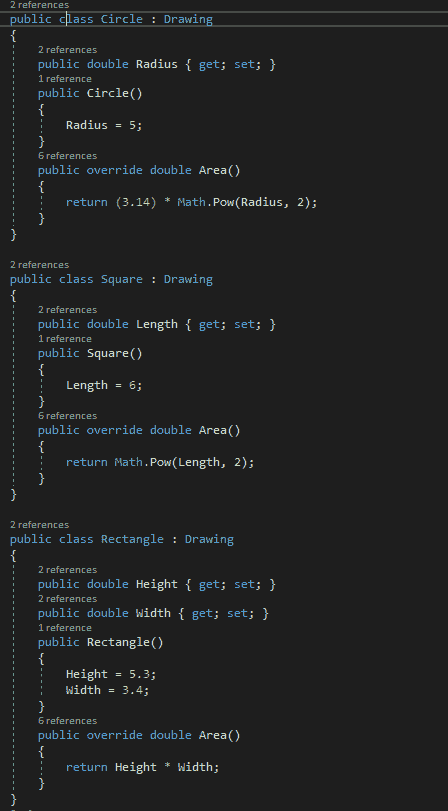 2 references
public class Circle : Drawing
{
2 references
public double Radius { get; set; }
1 reference
public Circle()
{
Radius = 5;
}
6 references
public override double Area()
{
return (3.14) * Math.Pow(Radius, 2);
}
}
2 references
public class Square : Drawing
{
2 references
public double Length { get; set; }
1 reference
public Square()
{
Length = 6;
}
6 references
public override double Area()
{
return Math.Pow(Length, 2);
}
}
2 references
public class Rectangle : Drawing
{
2 references
public double Height { get; set; }
2 references
public double Width { get; set; }
1 reference
public Rectangle()
{
Height = 5.3;
Width = 3.4;
}
6 references
public override double Area()
{
return Height * Width;
}
}